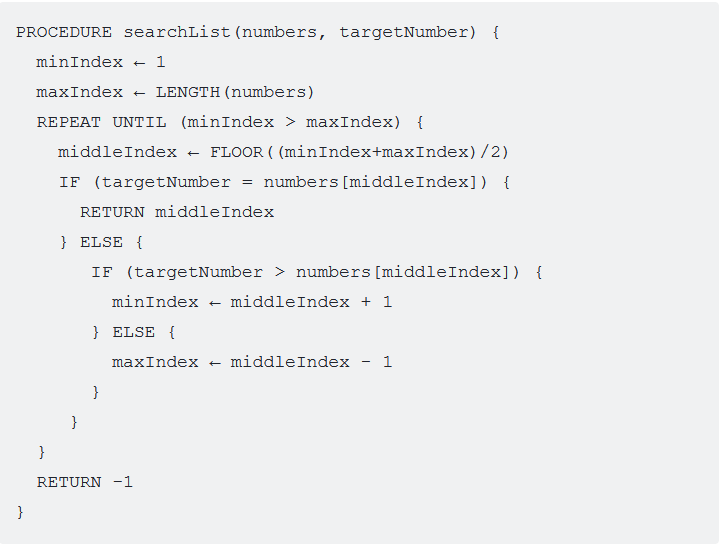 PROCEDURE searchList(numbers, targetNumber) {
  minIndex ← 1
  maxIndex ← LENGTH(numbers)
  REPEAT UNTIL (minIndex > maxIndex) {
    middleIndex ← FLOOR((minIndex+maxIndex)/2)
    IF (targetNumber = numbers[middleIndex]) {
      RETURN middleIndex
    } ELSE {
       IF (targetNumber > numbers[middleIndex]) {
         minIndex ← middleIndex + 1
       } ELSE {
         maxIndex ← middleIndex - 1
       }
     }
  }
  RETURN -1
}